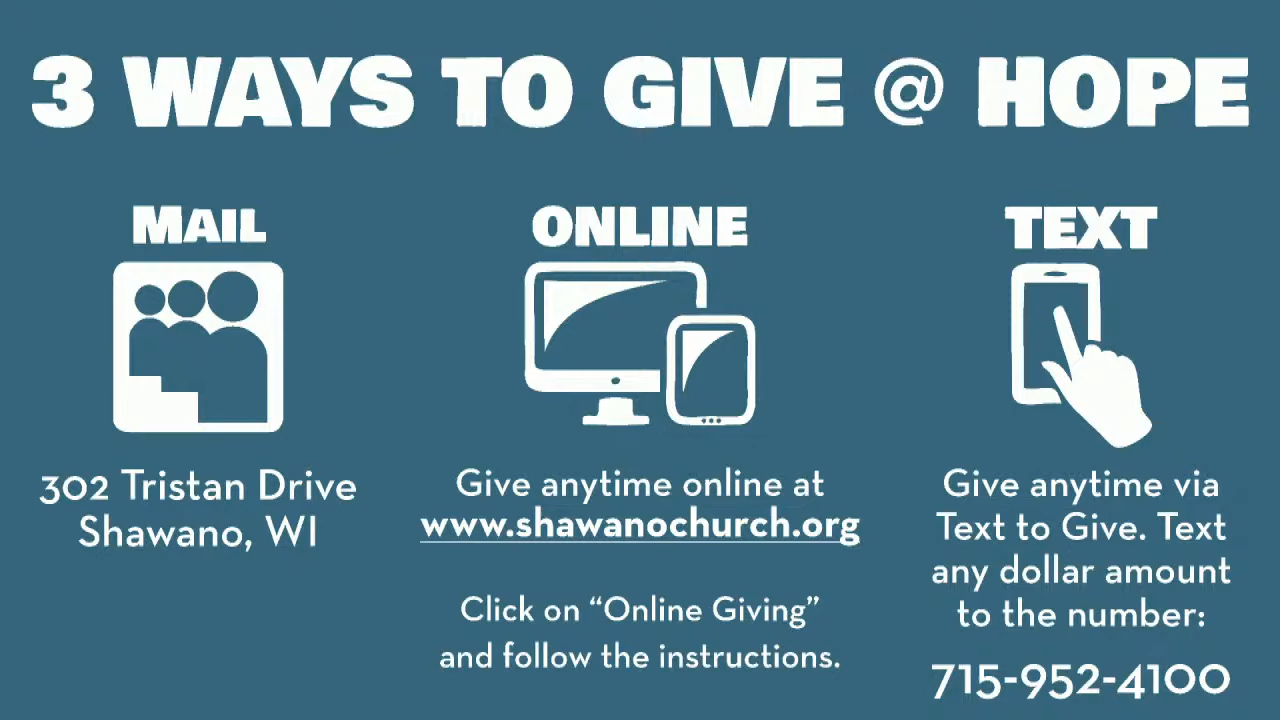 3 WAYS TO GIVE @ HOPE
MAIL
302 Tristan Drive
Shawano, WI
ONLINE
Give anytime online at
www.shawanochurch.org
Click on “Online Giving”
and follow the instructions.
TEXT
Give anytime via
Text to Give. Text
any dollar amount
to the number:
715-952-4100